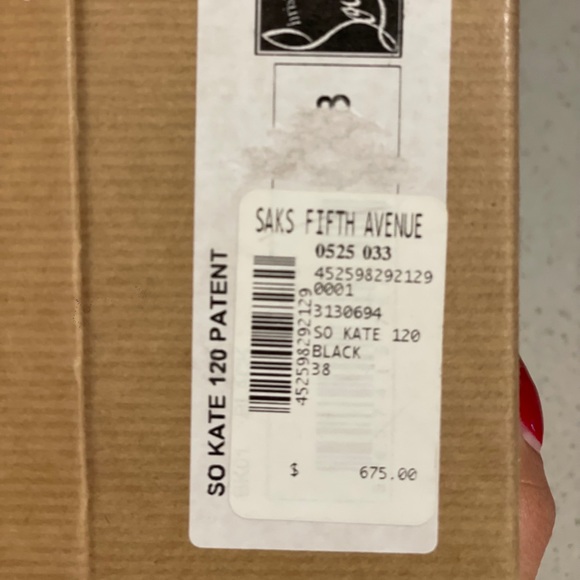 3
SAKS FIFTH AVENUE
0525 033
452598292129
0001
3130694
SO KATE 120
BLACK
38
452598292129
$ 675.00
SO KATE 120 PATENT